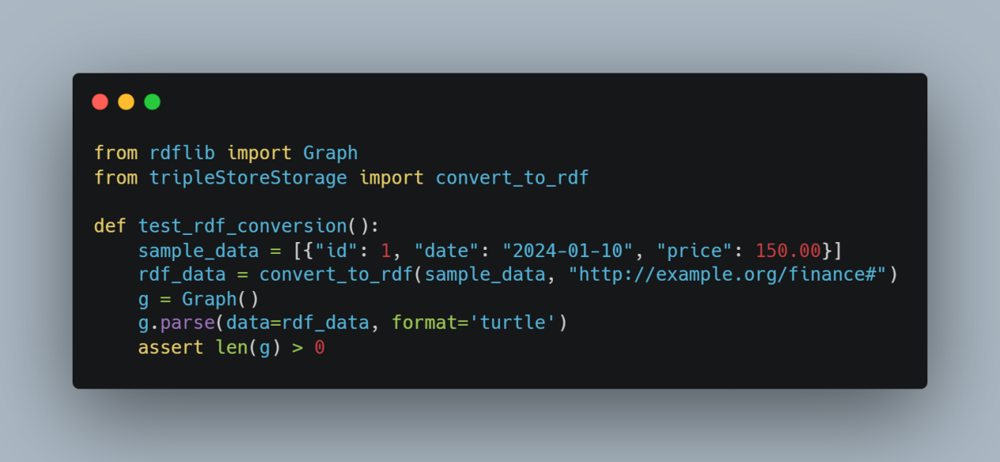 from rdflib import Graph
from tripleStoreStorage import convert_to_rdf
def test_rdf_conversion():
    sample_data = [{"id": 1, "date": "2024-01-10", "price": 150.00}]
    rdf_data = convert_to_rdf(sample_data, "http://example.org/finance#")
    g = Graph()
    g.parse(data=rdf_data, format='turtle')
    assert len(g) > 0